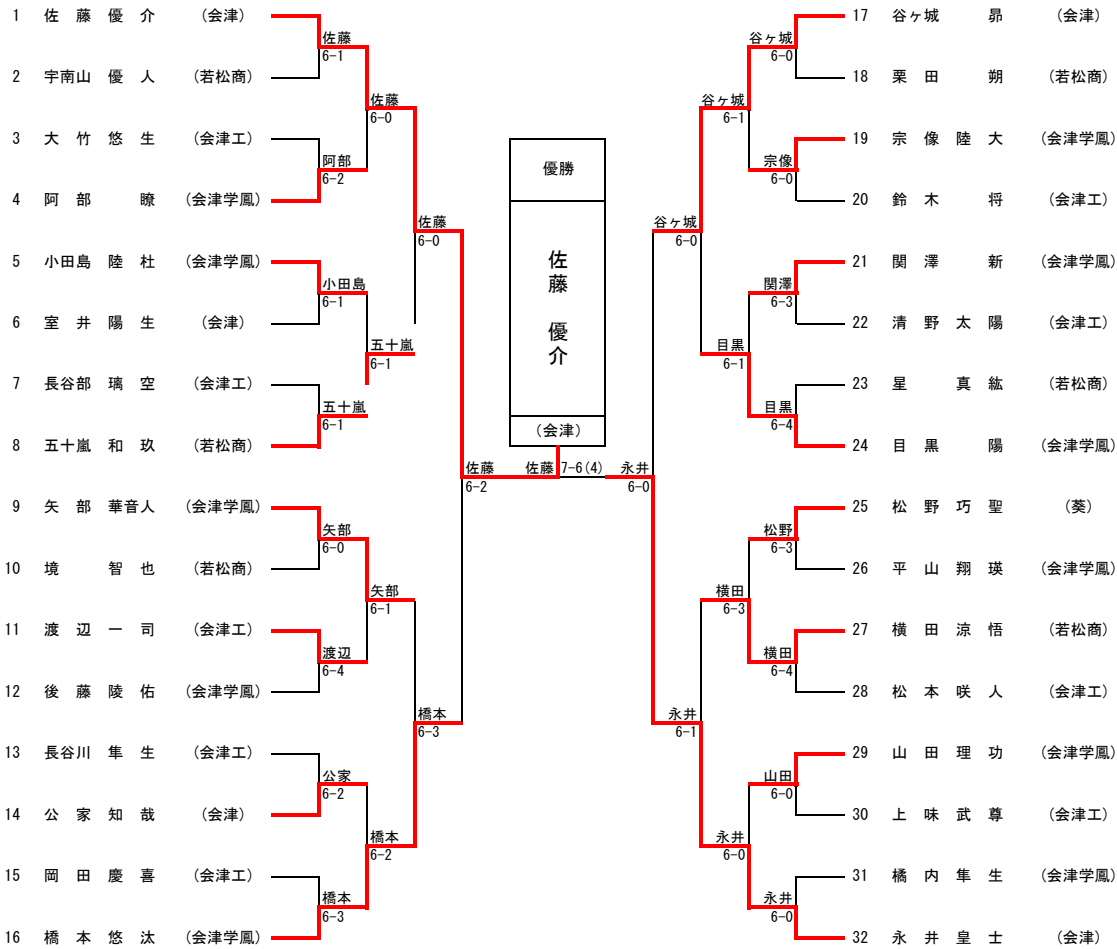 1 佐藤優介 (会津)
佐藤
6-1
2 宇南山優人 (若松商)
佐藤
6-0
3 大竹悠生 (会津工)
阿部
6-2
4 阿部瞭 (会津学鳳)
佐藤
6-0
5 小田島陸杜 (会津学鳳)
小田島
6-1
6 室井陽生 (会津)
五十嵐
6-1
7 長谷部璃空 (会津工)
五十嵐
6-1
8 五十嵐和玖 (若松商)
佐藤
6-2
9 矢部華音人 (会津学鳳)
矢部
6-0
10 境智也 (若松商)
矢部
6-1
11 渡辺一司 (会津工)
渡辺
6-4
12 後藤陵佑 (会津学鳳)
橋本
6-3
13 長谷川隼生 (会津工)
公家
6-2
14 公家知哉 (会津)
橋本
6-2
15 岡田慶喜 (会津工)
橋本
6-3
16 橋本悠汰 (会津学鳳)
優勝
佐藤優介
(会津)
佐藤 7-6(4)
17 谷ヶ城昴 (会津)
谷ヶ城
6-0
18 栗田朔 (若松商)
谷ヶ城
6-1
19 宗像陸大 (会津学鳳)
宗像
6-0
20 鈴木将 (会津工)
谷ヶ城
6-0
21 関澤新 (会津学鳳)
関澤
6-3
22 清野太陽 (会津工)
目黒
6-1
23 星真紘 (若松商)
目黒
6-4
24 目黒陽 (会津学鳳)
永井
6-0
25 松野巧聖 (葵)
松野
6-3
26 平山翔瑛 (会津学鳳)
横田
6-3
27 横田涼悟 (若松商)
横田
6-4
28 松本咲人 (会津工)
永井
6-1
29 山田理功 (会津学鳳)
山田
6-0
30 上味武尊 (会津工)
永井
6-0
31 橘内隼生 (会津学鳳)
永井
6-0
32 永井皇士 (会津)